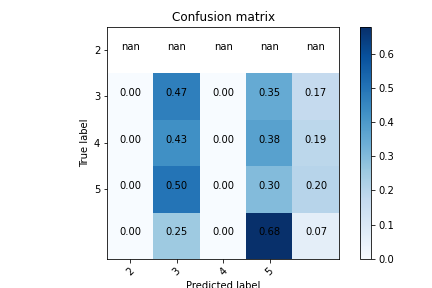 Confusion matrix
2 nan nan nan nan nan
3 0.00 0.47 0.00 0.35 0.17
4 0.00 0.43 0.00 0.38 0.19
5 0.00 0.50 0.00 0.30 0.20
0.00 0.25 0.00 0.68 0.07
2 3 4 5
Predicted label
True label
0.6
0.5
0.4
0.3
0.2
0.1
0.0